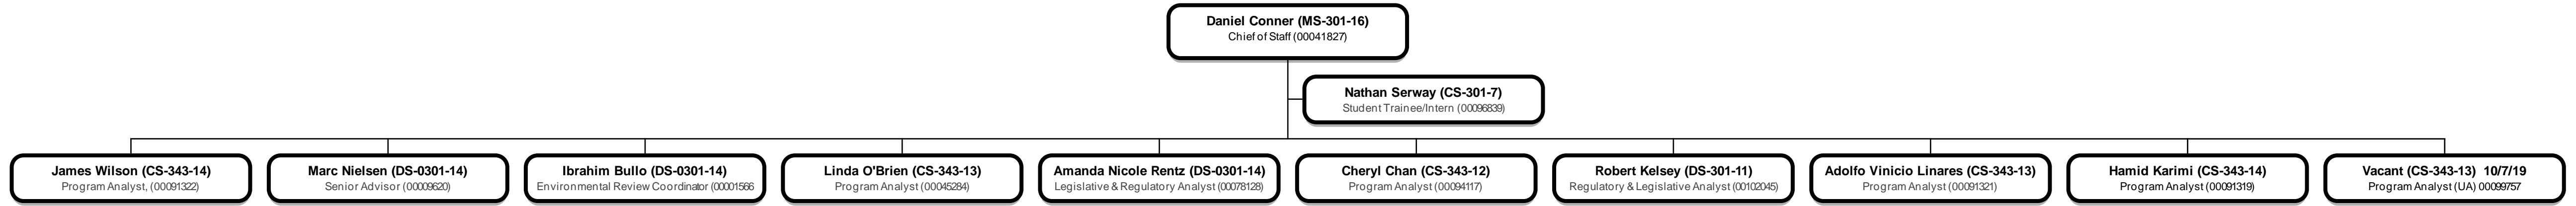 Daniel Conner (MS-301-16)
Chief of Staff (00041827)
Nathan Serway (CS-301-7)
Student Trainee/Intern (00096839)
James Wilson (CS-343-14)
Program Analyst, (00091322)
Marc Nielsen (DS-0301-14)
Senior Advisor (00009620)
Ibrahim Bullo (DS-0301-14)
Environmental Review Coordinator (00001566
Linda O'Brien (CS-343-13)
Program Analyst (00045284)
Amanda Nicole Rentz (DS-0301-14)
Legislative & Regulatory Analyst (00078128)
Cheryl Chan (CS-343-12)
Program Analyst (00094117)
Robert Kelsey (DS-301-11)
Regulatory & Legislative Analyst (00102045)
Adolfo Vinicio Linares (CS-343-13)
Program Analyst (00091321)
Hamid Karimi (CS-343-14)
Program Analyst (00091319)
Vacant (CS-343-13) 10/7/19
Program Analyst (UA) 00099757